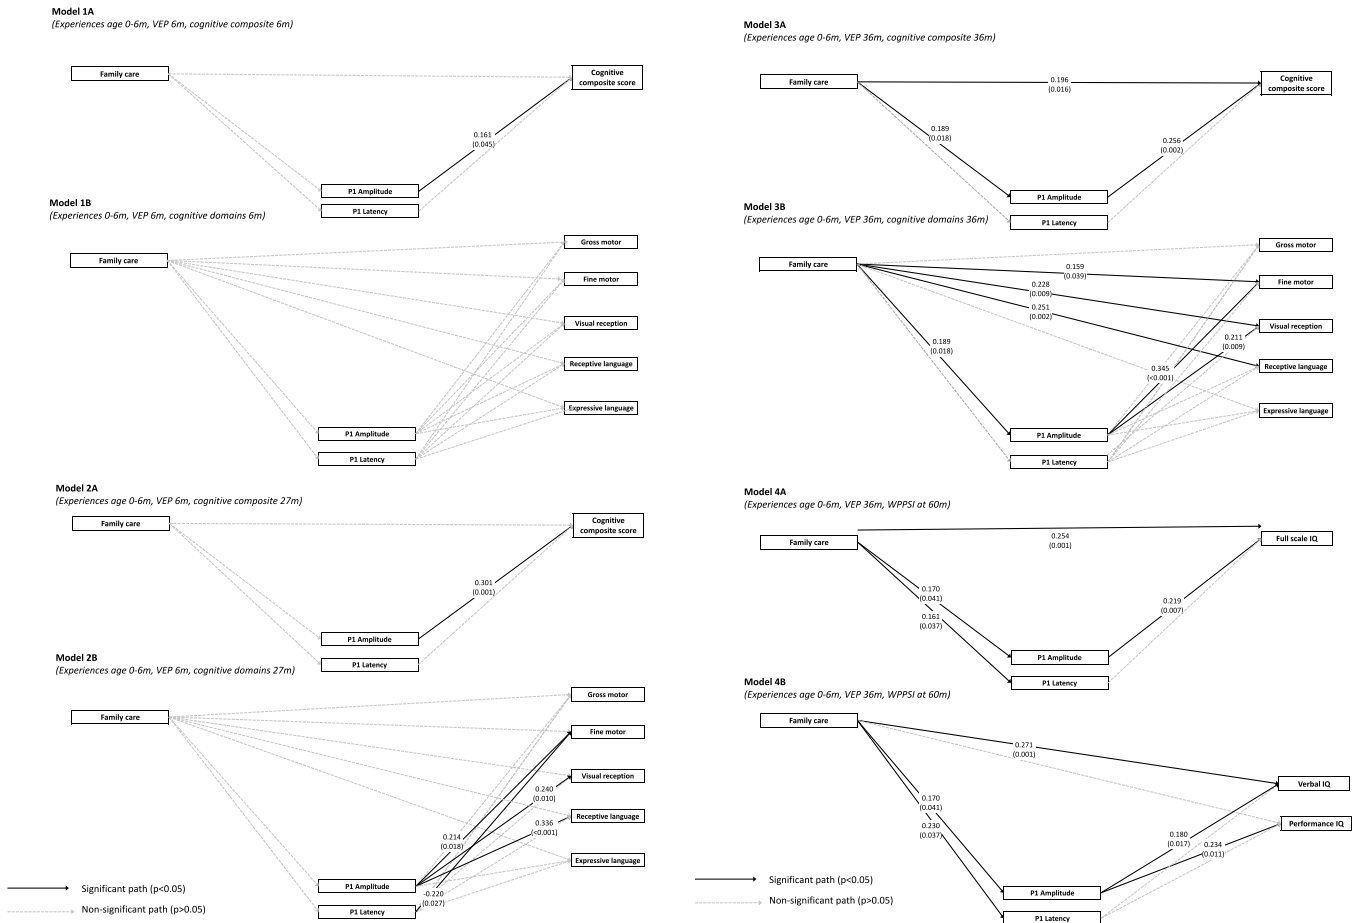 Model 1A
(Experiences age 0-6m, VEP 6m, cognitive composite 6m)
Family care
Cognitive
composite score
0.161
(0.045)
P1 Amplitude
P1 Latency
Model 1B
(Experiences 0-6m, VEP 6m, cognitive domains 6m)
Family care
Gross motor
Fine motor
Visual reception
Receptive language
Expressive language
P1 Amplitude
P1 Latency
Model 2A
(Experiences age 0-6m, VEP 6m, cognitive composite 27m)
Family care
Cognitive
composite score
0.301
(0.001)
P1 Amplitude
P1 Latency
Model 2B
(Experiences age 0-6m, VEP 6m, cognitive domains 27m)
Family care
Gross motor
Fine motor
Visual reception
0.240
(0.010)
Receptive language
0.336
(<0.001)
0.214
(0.018)
Expressive language
P1 Amplitude
-0.220
(0.027)
P1 Latency
Significant path (p<0.05)
Non-significant path (p>0.05)
Model 3A
(Experiences age 0-6m, VEP 36m, cognitive composite 36m)
Family care
0.196
(0.016)
Cognitive
composite score
0.189
(0.018)
0.256
(0.002)
P1 Amplitude
P1 Latency
Model 3B
(Experiences age 0-6m, VEP 36m, cognitive domains 36m)
Family care
Gross motor
0.159
(0.039)
Fine motor
0.228
(0.009)
0.251
(0.002)
Visual reception
0.189
(0.018)
0.211
(0.009)
Receptive language
0.345
(<0.001)
Expressive language
P1 Amplitude
P1 Latency
Model 4A
(Experiences age 0-6m, VEP 36m, WPPSI at 60m)
Family care
0.254
(0.001)
Full scale IQ
0.170
(0.041)
0.161
(0.037)
0.219
(0.007)
P1 Amplitude
P1 Latency
Model 4B
(Experiences age 0-6m, VEP 36m, WPPSI at 60m)
Family care
0.271
(0.001)
Verbal IQ
0.170
(0.041)
0.230
(0.037)
Performance IQ
0.180
(0.017)
0.234
(0.011)
P1 Amplitude
P1 Latency
Significant path (p<0.05)
Non-significant path (p>0.05)